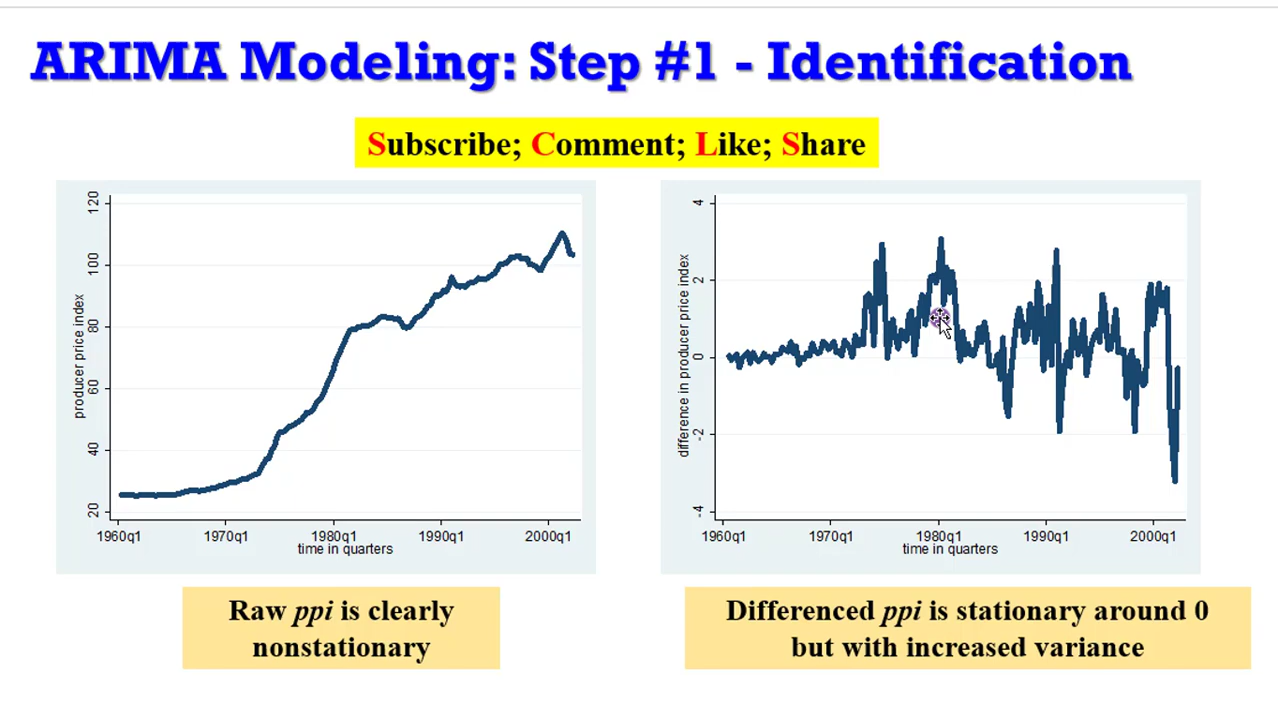 ARIMA Modeling: Step #1 - Identification
Subscribe; Comment; Like; Share
producer price index
120
100
80
60
40
20
1960q1 1970q1 1980q1 1990q1 2000q1
time in quarters
difference in producer price index
4
2
0
-2
-4
1960q1 1970q1 1980q1 1990q1 2000q1
time in quarters
Raw ppi is clearly
nonstationary
Differenced ppi is stationary around 0
but with increased variance